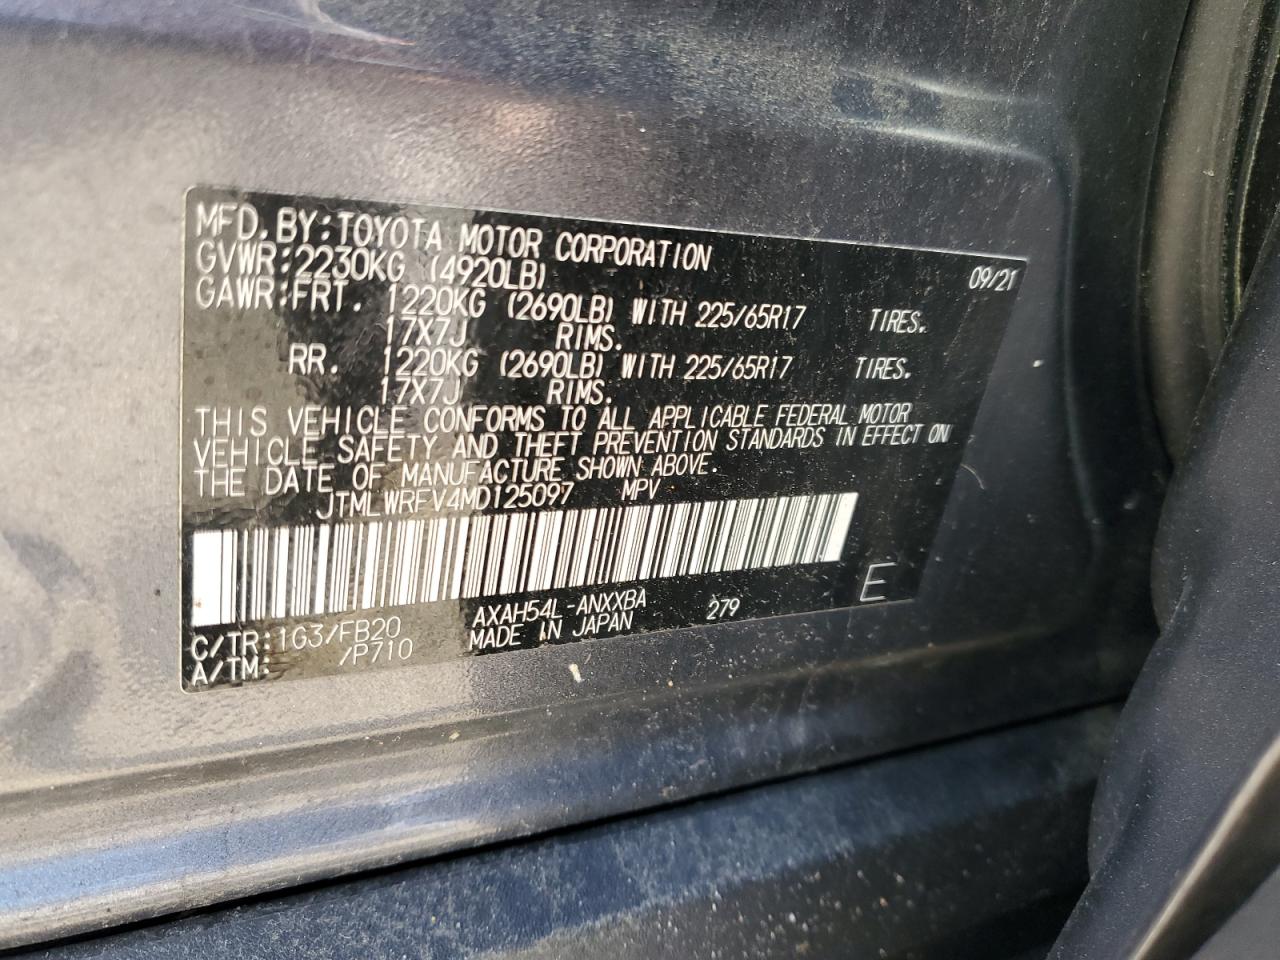 MFD. BY: TOYOTA MOTOR CORPORATION 09/21
GVWR: 2230KG (4920LB)
GAWR: FRT. 1220KG (2690LB) WITH 225/65R17 TIRES.
17X7J RIMS.
RR. 1220KG (2690LB) WITH 225/65R17 TIRES.
17X7J RIMS.
THIS VEHICLE CONFORMS TO ALL APPLICABLE FEDERAL MOTOR
VEHICLE SAFETY AND THEFT PREVENTION STANDARDS IN EFFECT ON
THE DATE OF MANUFACTURE SHOWN ABOVE.
JTMLWRFV4MD125097 MPV
C/TR: 1G3/FB20 AXAH54L-ANXXBA 279 E
A/TM: /P710 MADE IN JAPAN